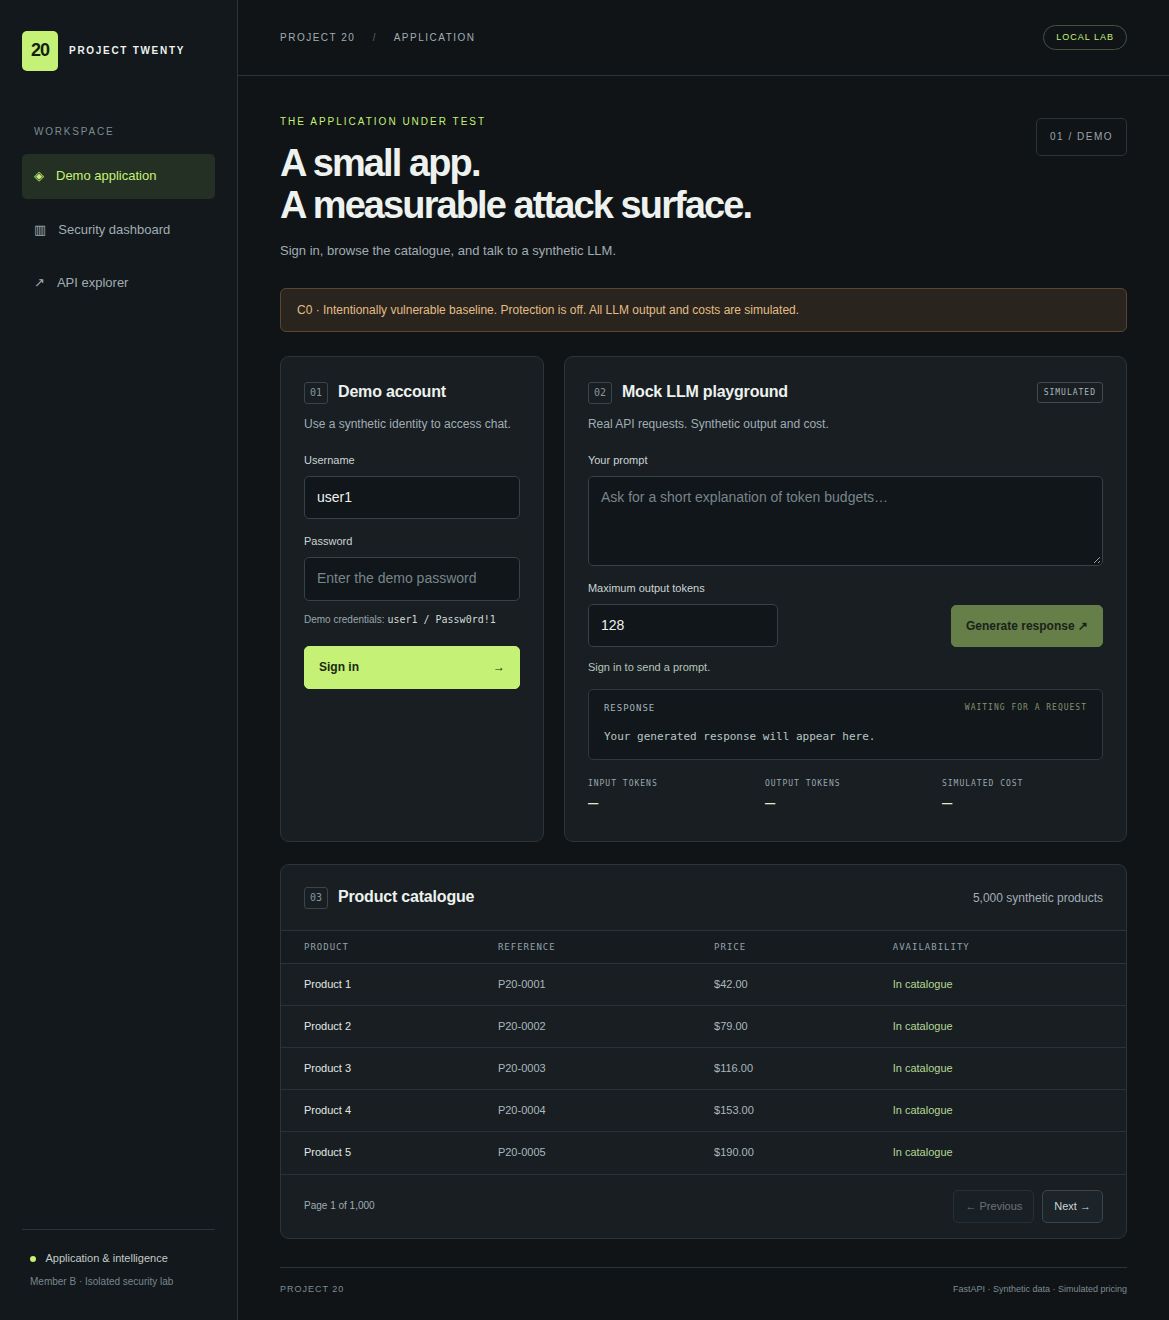 20 PROJECT TWENTY
WORKSPACE
◈ Demo application
▥ Security dashboard
↗ API explorer
Application & intelligence
Member B · Isolated security lab
PROJECT 20 / APPLICATION
LOCAL LAB
THE APPLICATION UNDER TEST
01 / DEMO
A small app.
A measurable attack surface.
Sign in, browse the catalogue, and talk to a synthetic LLM.
C0 · Intentionally vulnerable baseline. Protection is off. All LLM output and costs are simulated.
01 Demo account
Use a synthetic identity to access chat.
Username
user1
Password
Enter the demo password
Demo credentials: user1 / Passw0rd!1
Sign in →
02 Mock LLM playground
SIMULATED
Real API requests. Synthetic output and cost.
Your prompt
Ask for a short explanation of token budgets…
Maximum output tokens
128
Generate response ↗
Sign in to send a prompt.
RESPONSE WAITING FOR A REQUEST
Your generated response will appear here.
INPUT TOKENS OUTPUT TOKENS SIMULATED COST
— — —
03 Product catalogue 5,000 synthetic products
PRODUCT REFERENCE PRICE AVAILABILITY
Product 1 P20-0001 $42.00 In catalogue
Product 2 P20-0002 $79.00 In catalogue
Product 3 P20-0003 $116.00 In catalogue
Product 4 P20-0004 $153.00 In catalogue
Product 5 P20-0005 $190.00 In catalogue
Page 1 of 1,000 ← Previous Next →
PROJECT 20 FastAPI · Synthetic data · Simulated pricing